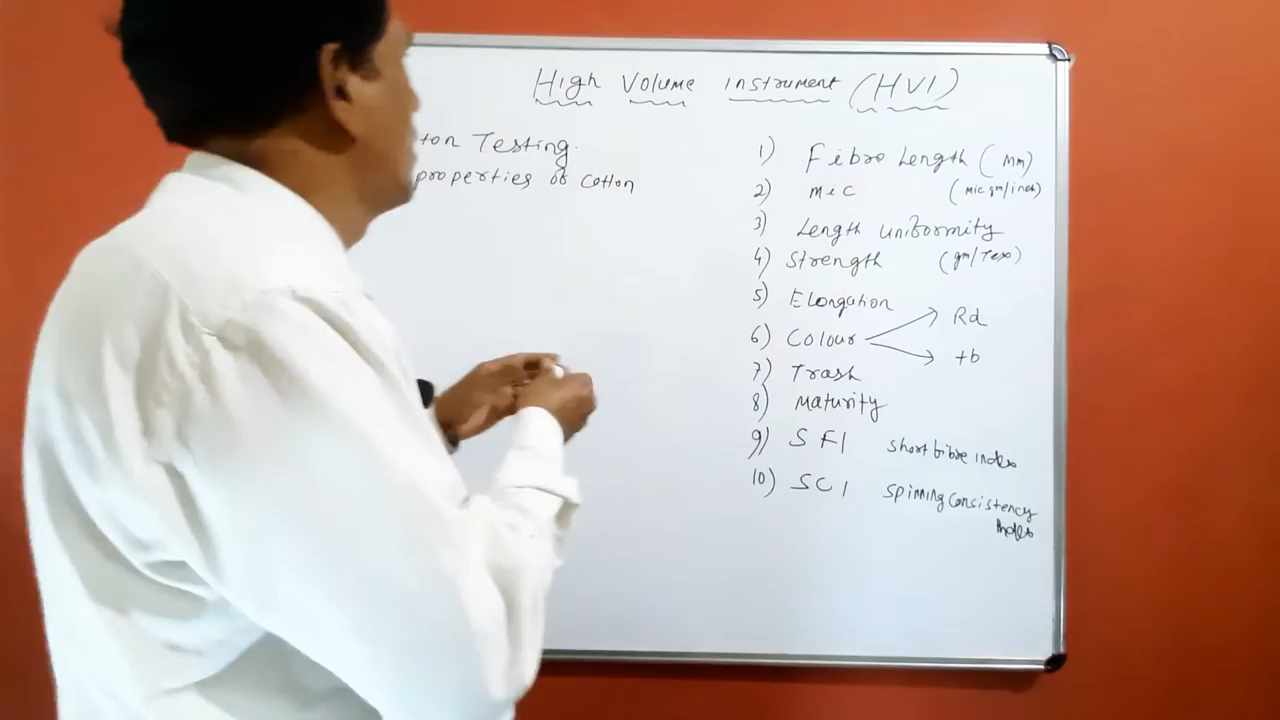 High Volume Instrument (HVI)
ton Testing.
properties of Cotton
1) Fibre Length (mm)
2) mic (mic gm/inch)
3) Length uniformity
4) Strength (gm/Tex)
5) Elongation
6) Colour Rd
+b
7) Trash
8) Maturity
9) SFI short fibre index
10) SCI spinning consistency
Index